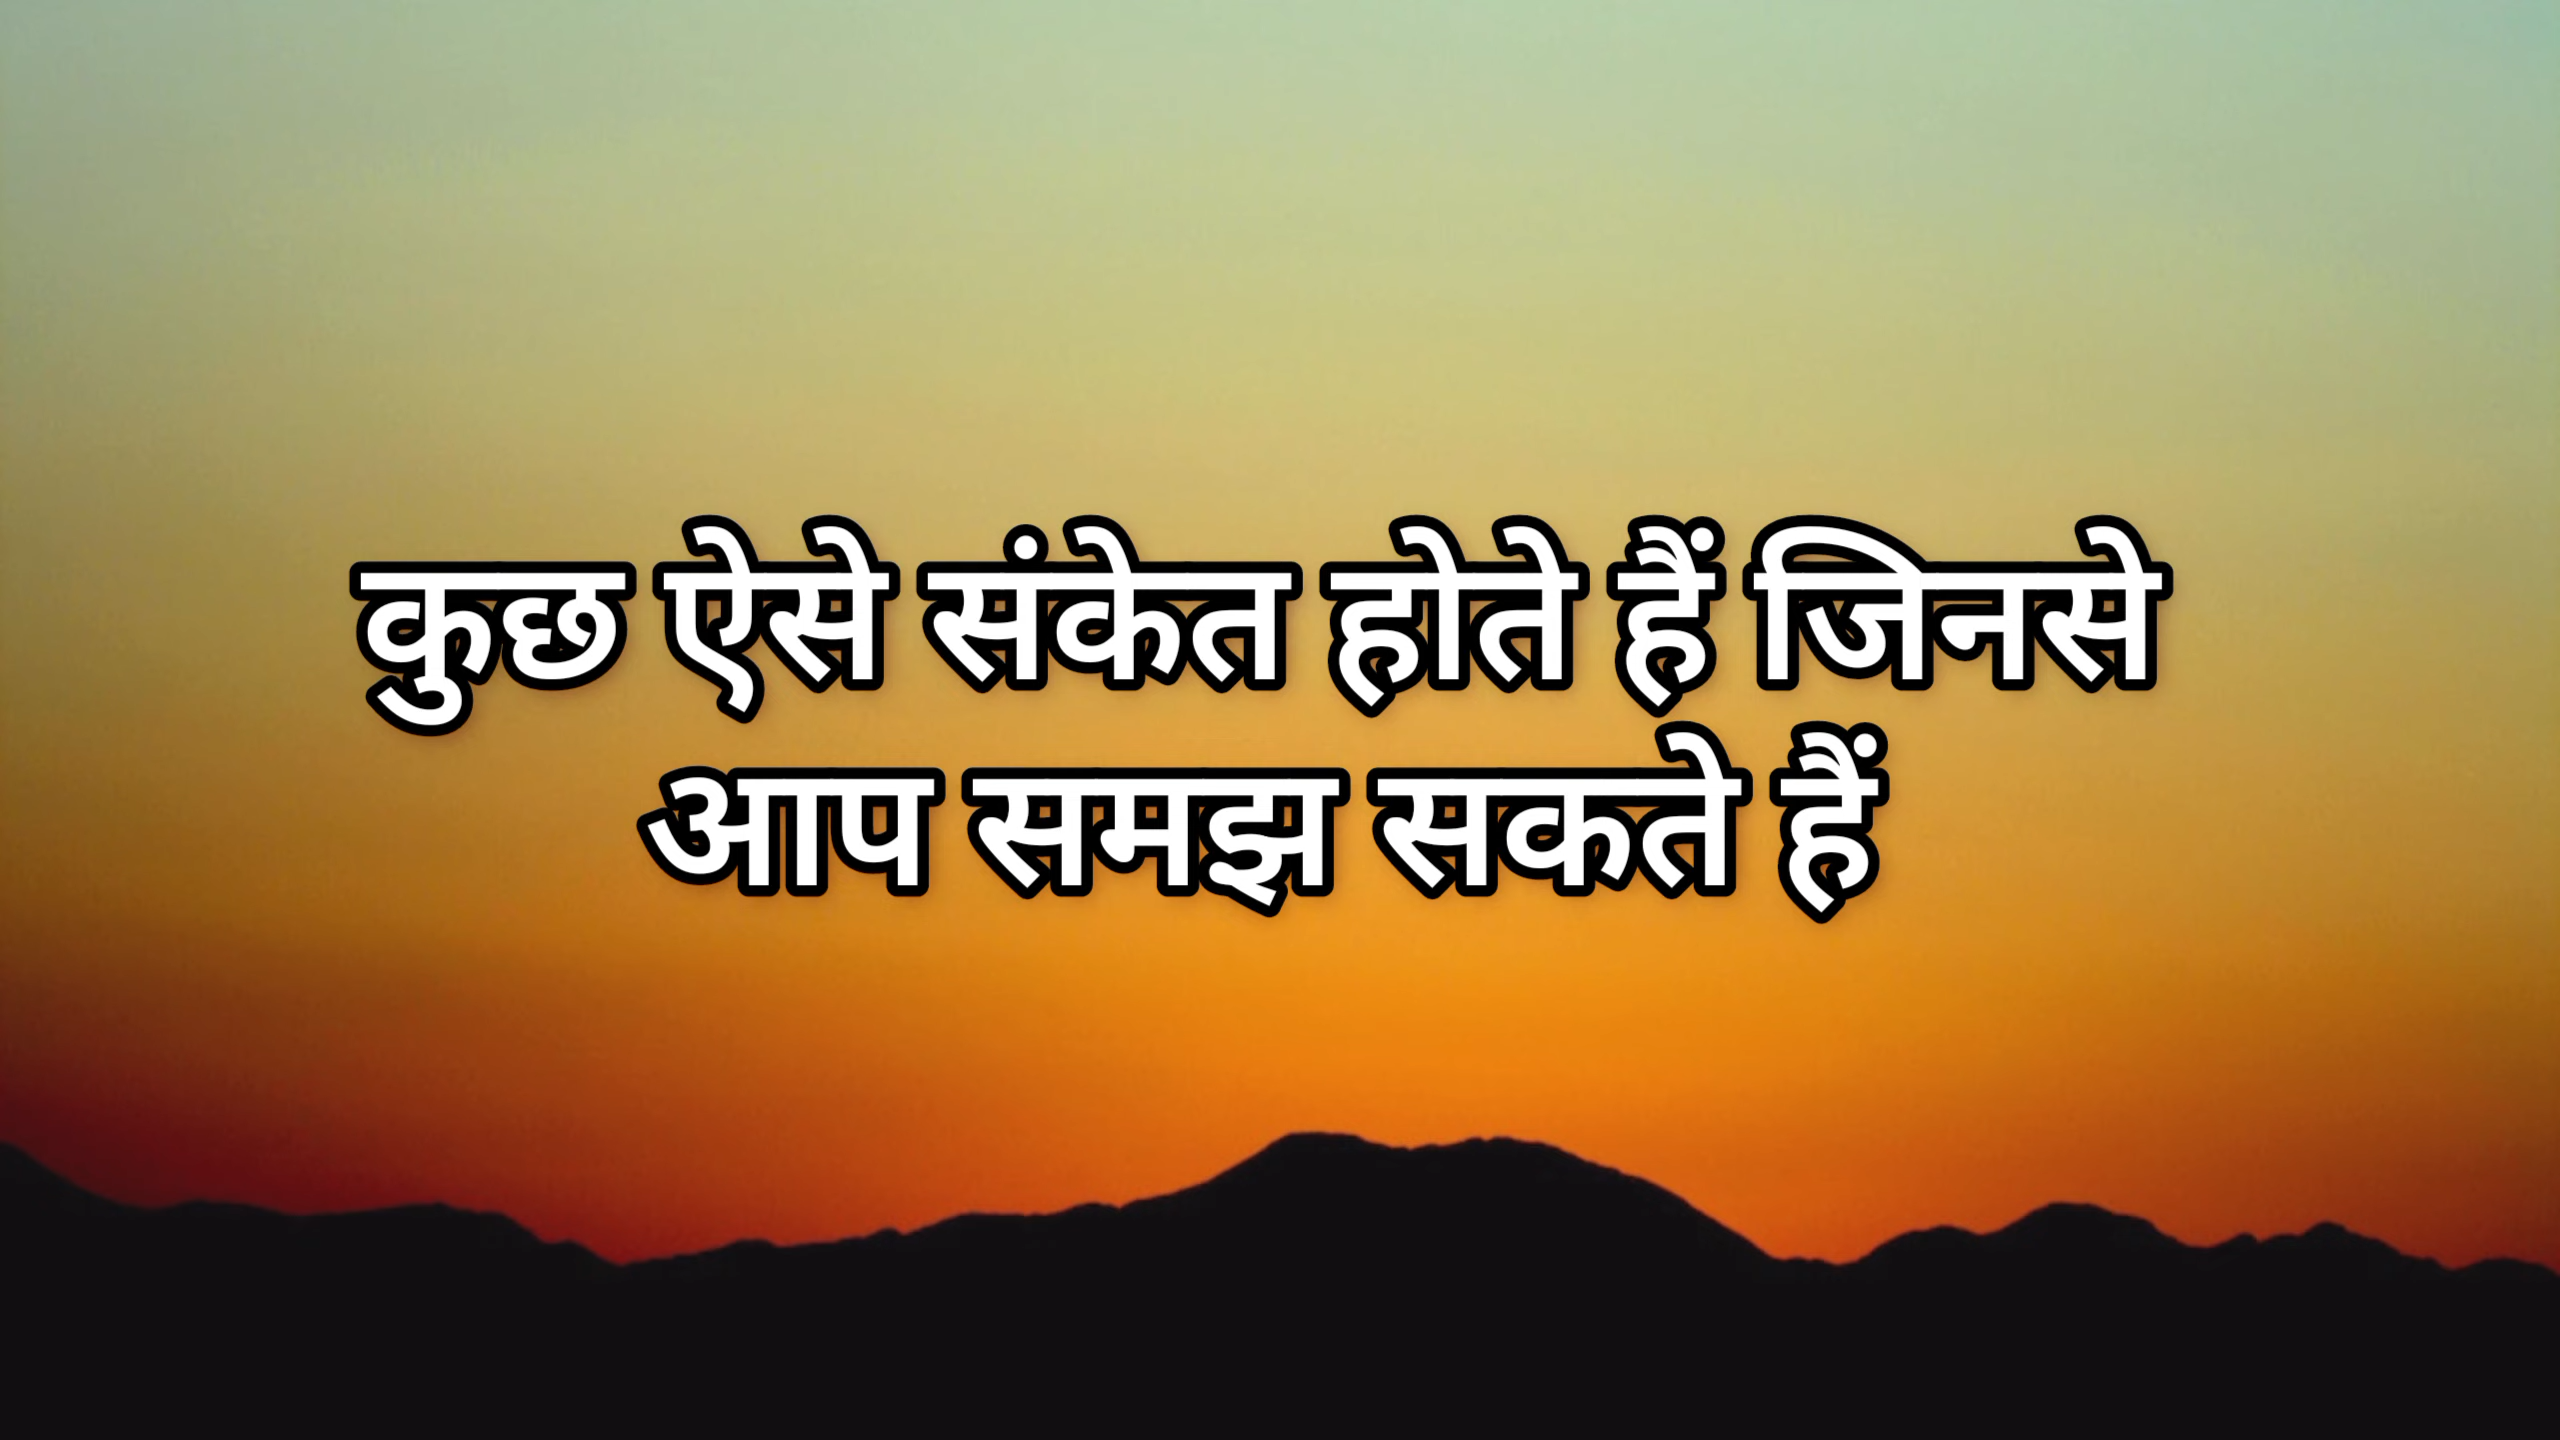 कुछ ऐसे संकेत होते हैं जिनसे
आप समझ सकते हैं